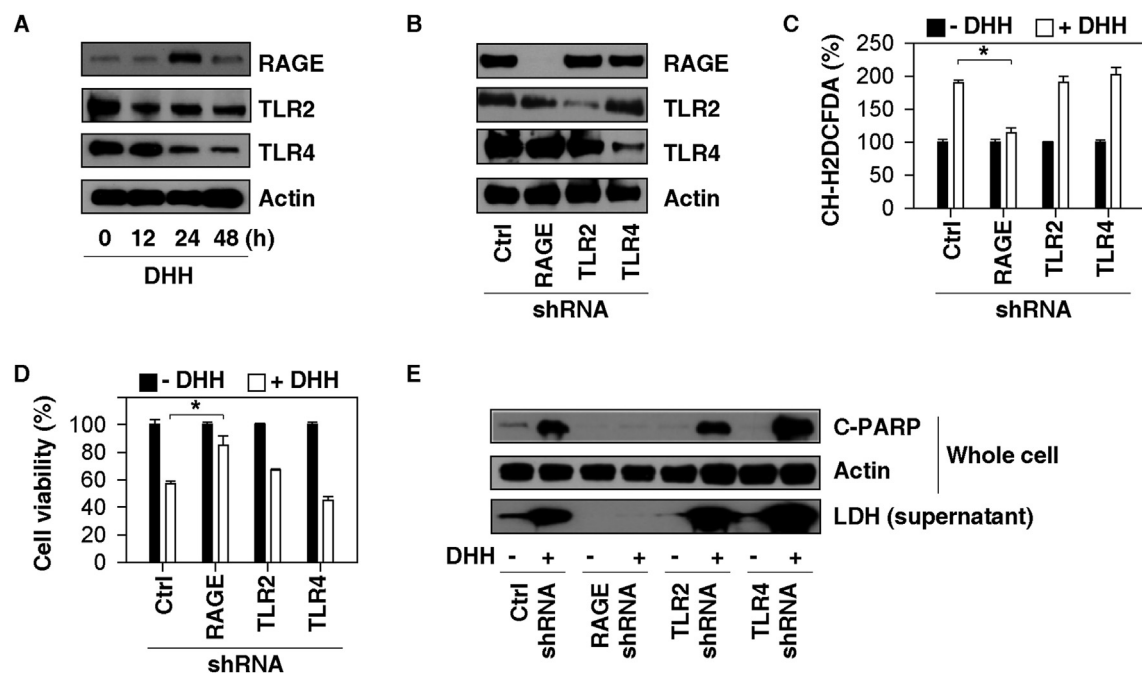 A
RAGE
TLR2
TLR4
Actin
0 12 24 48 (h)
DHH
B
RAGE
TLR2
TLR4
Actin
Ctrl RAGE TLR2 TLR4
shRNA
C
- DHH + DHH
CH-H2DCFDA (%)
250
200
150
100
50
0
*
Ctrl RAGE TLR2 TLR4
shRNA
D
- DHH + DHH
Cell viability (%)
100
80
60
40
20
0
*
Ctrl RAGE TLR2 TLR4
shRNA
E
C-PARP
Actin
Whole cell
LDH (supernatant)
DHH - + - + - + - +
Ctrl
shRNA
RAGE
shRNA
TLR2
shRNA
TLR4
shRNA